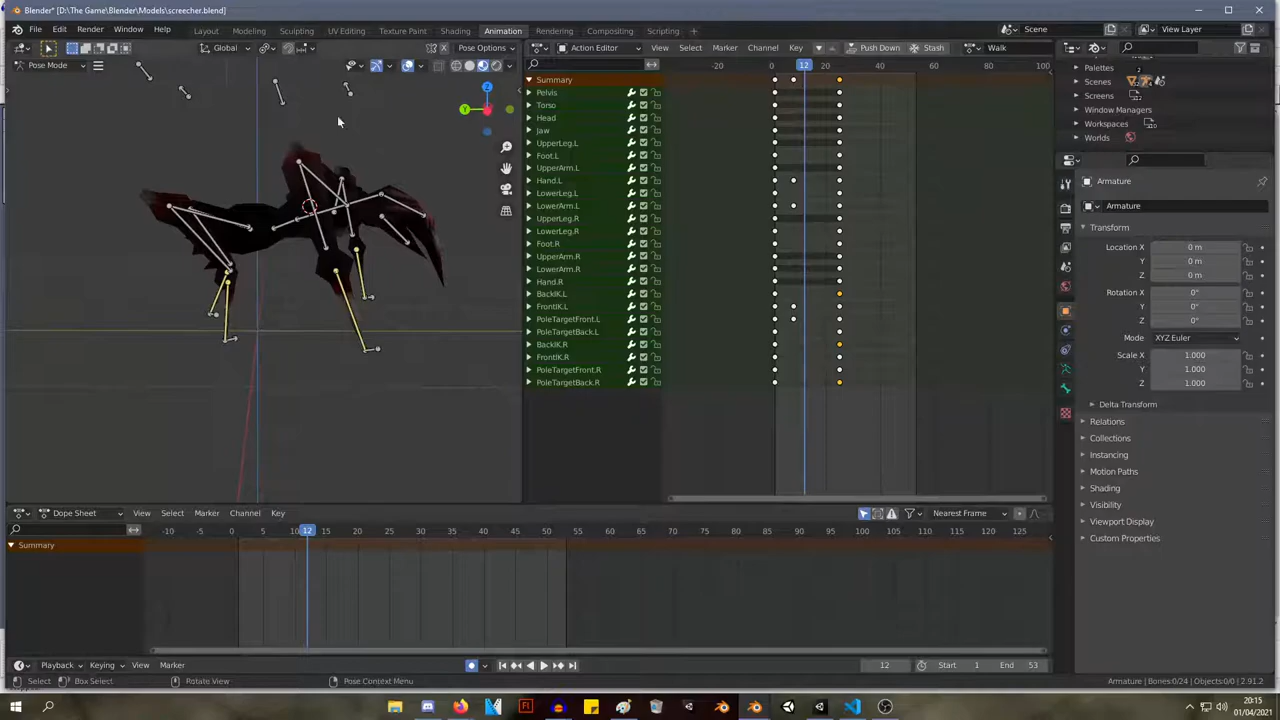 Blender* [D:\The Game\Blender\Models\screecher.blend]
File Edit Render Window Help Layout Modeling Sculpting UV Editing Texture Paint Shading Animation Rendering Compositing Scripting + Scene View Layer
Global Pose Options Action Editor View Select Marker Channel Key Push Down Stash Walk
Pose Mode
-20 0 12 20 40 60 80 100
Summary
Pelvis
Torso
Head
Jaw
UpperLeg.L
Foot.L
UpperArm.L
Hand.L
LowerLeg.L
LowerArm.L
UpperLeg.R
LowerLeg.R
Foot.R
UpperArm.R
LowerArm.R
Hand.R
BackIK.L
FrontIK.L
PoleTargetFront.L
PoleTargetBack.L
BackIK.R
FrontIK.R
PoleTargetFront.R
PoleTargetBack.R
Z
Y
Palettes 2
Scenes
Screens
Window Managers
Workspaces
Worlds
Armature
Armature
Transform
Location X 0 m
Y 0 m
Z 0 m
Rotation X 0°
Y 0°
Z 0°
Mode XYZ Euler
Scale X 1.000
Y 1.000
Z 1.000
Delta Transform
Relations
Collections
Instancing
Motion Paths
Shading
Visibility
Viewport Display
Custom Properties
Dope Sheet View Select Marker Channel Key Nearest Frame
-10 -5 0 5 10 12 15 20 25 30 35 40 45 50 55 60 65 70 75 80 85 90 95 100 105 110 115 120 125
Summary
Playback Keying View Marker 12 Start 1 End 53
Select Box Select Rotate View Pose Context Menu Armature | Bones:0/24 | Objects:0/0 | 2.91.2
20:15
01/04/2021